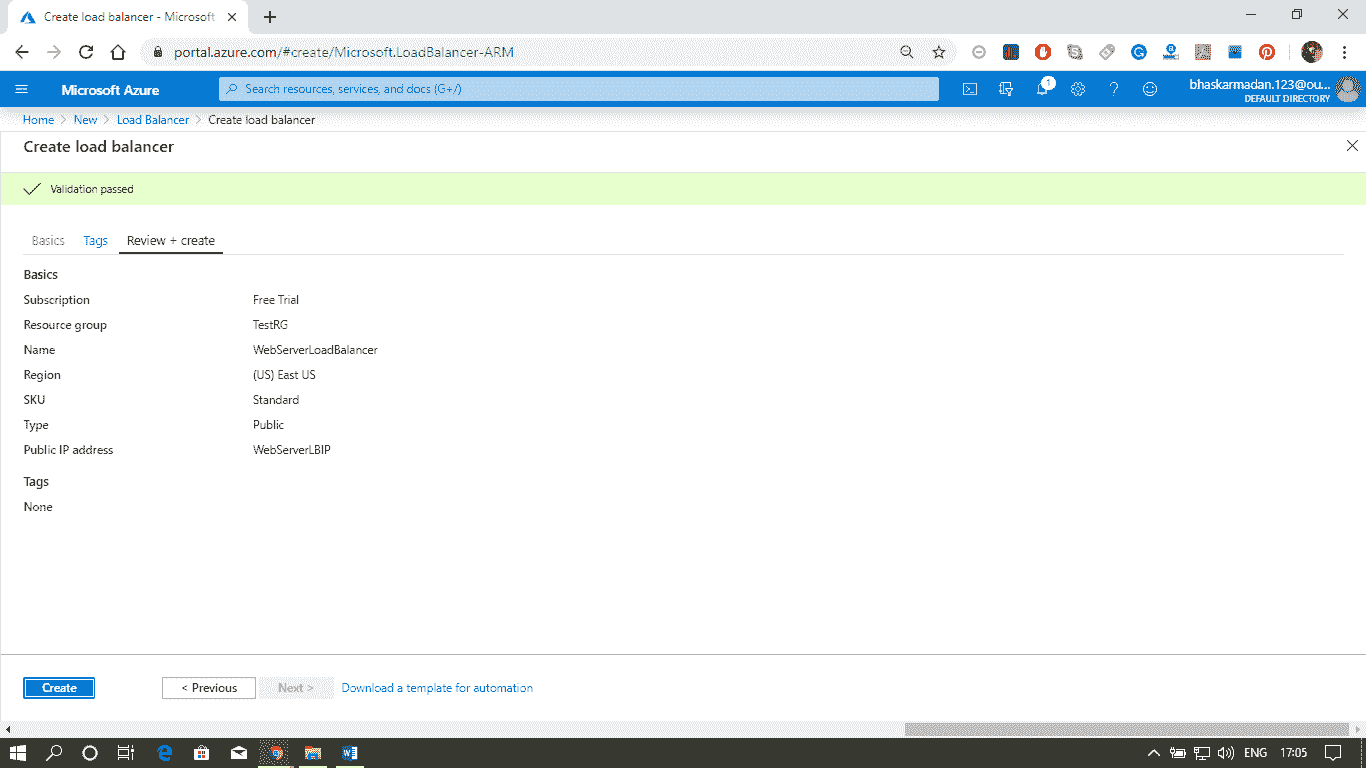 Create load balancer - Microsoft
portal.azure.com/#create/Microsoft.LoadBalancer-ARM
Microsoft Azure
Search resources, services, and docs (G+/)
1
bhaskarmadan.123@ou...
DEFAULT DIRECTORY
Home > New > Load Balancer > Create load balancer
Create load balancer
Validation passed
Basics Tags Review + create
Basics
Subscription Free Trial
Resource group TestRG
Name WebServerLoadBalancer
Region (US) East US
SKU Standard
Type Public
Public IP address WebServerLBIP
Tags
None
Create < Previous Next > Download a template for automation
ENG 17:05